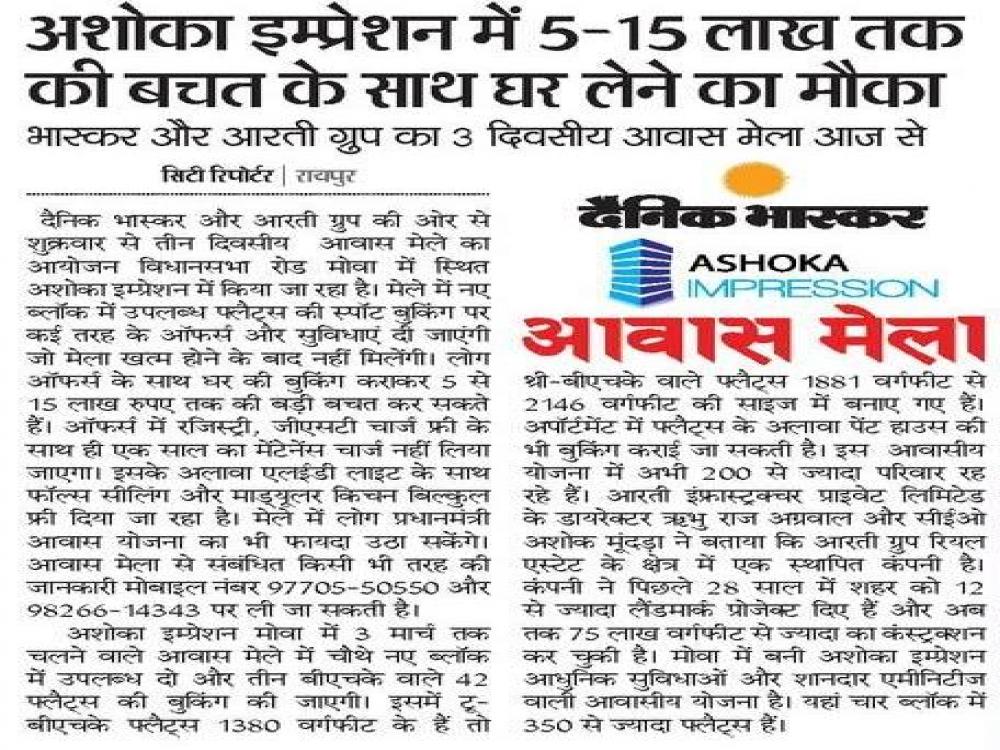 अशोका इम्प्रेशन में 5-15 लाख तक
की बचत के साथ घर लेने का मौका
भास्कर और आरती ग्रुप का 3 दिवसीय आवास मेला आज से
सिटी रिपोर्टर | रायपुर
दैनिक भास्कर और आरती ग्रुप की ओर से
शुक्रवार से तीन दिवसीय आवास मेले का
आयोजन विधानसभा रोड मोवा में स्थित
अशोका इम्प्रेशन में किया जा रहा है। मेले में नए
ब्लॉक में उपलब्ध फ्लैट्स की स्पॉट बुकिंग पर
कई तरह के ऑफर्स और सुविधाएं दी जाएंगी
जो मेला खत्म होने के बाद नहीं मिलेंगी। लोग
ऑफर्स के साथ घर की बुकिंग कराकर 5 से
15 लाख रुपए तक की बड़ी बचत कर सकते
हैं। ऑफर्स में रजिस्ट्री, जीएसटी चार्ज फ्री के
साथ ही एक साल का मेंटेनेंस चार्ज नहीं लिया
जाएगा। इसके अलावा एलईडी लाइट के साथ
फॉल्स सीलिंग और माड्यूलर किचन बिल्कुल
फ्री दिया जा रहा है। मेले में लोग प्रधानमंत्री
आवास योजना का भी फायदा उठा सकेंगे।
आवास मेला से संबंधित किसी भी तरह की
जानकारी मोबाइल नंबर 97705-50550 और
98266-14343 पर ली जा सकती है।
अशोका इम्प्रेशन मोवा में 3 मार्च तक
चलने वाले आवास मेले में चौथे नए ब्लॉक
में उपलब्ध दो और तीन बीएचके वाले 42
फ्लैट्स की बुकिंग की जाएगी। इसमें टू-
बीएचके फ्लैट्स 1380 वर्गफीट के हैं तो
दैनिक भास्कर
ASHOKA
IMPRESSION
आवास मेला
थ्री-बीएचके वाले फ्लैट्स 1881 वर्गफीट से
2146 वर्गफीट की साइज में बनाए गए हैं।
अपॉर्टमेंट में फ्लैट्स के अलावा पेंट हाउस की
भी बुकिंग कराई जा सकती है। इस आवासीय
योजना में अभी 200 से ज्यादा परिवार रह
रहे हैं। आरती इंफ्रास्ट्रक्चर प्राइवेट लिमिटेड
के डायरेक्टर ऋभु राज अग्रवाल और सीईओ
अशोक मूंदड़ा ने बताया कि आरती ग्रुप रियल
एस्टेट के क्षेत्र में एक स्थापित कंपनी है।
कंपनी ने पिछले 28 साल में शहर को 12
से ज्यादा लैंडमार्क प्रोजेक्ट दिए हैं और अब
तक 75 लाख वर्गफीट से ज्यादा का कंस्ट्रक्शन
कर चुकी है। मोवा में बनी अशोका इम्प्रेशन
आधुनिक सुविधाओं और शानदार एमीनिटीज
वाली आवासीय योजना है। यहां चार ब्लॉक में
350 से ज्यादा फ्लैट्स हैं।